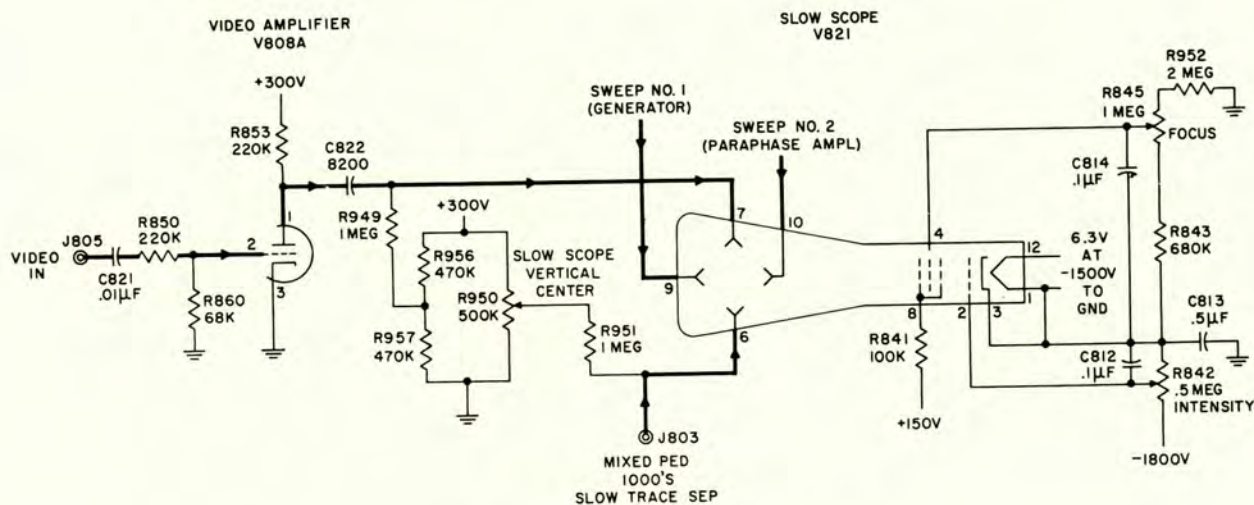 VIDEO AMPLIFIER
V808A
+300V
R853
220K
C822
8200
1
J805
VIDEO
IN
C821
.01µF
R850
220K
2
3
R860
68K
R949
1 MEG
+300V
R956
470K
R957
470K
R950
500K
SLOW SCOPE
VERTICAL
CENTER
R951
1 MEG
J803
MIXED PED
1000'S
SLOW TRACE SEP
SLOW SCOPE
V821
SWEEP NO. 1
(GENERATOR)
SWEEP NO. 2
(PARAPHASE AMPL)
7
10
9
6
4
12
8
2
3
1
6.3V
AT
-1500V
TO
GND
R841
100K
+150V
C814
.1µF
R845
1 MEG
FOCUS
R952
2 MEG
R843
680K
C813
.5µF
C812
.1µF
R842
.5 MEG
INTENSITY
-1800V